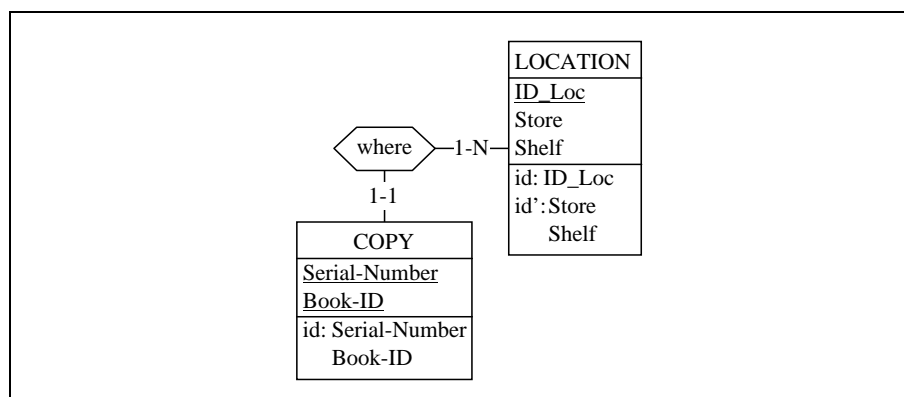 LOCATION
ID_Loc
Store
Shelf
id: ID_Loc
id’: Store
Shelf
where
1-N
1-1
COPY
Serial-Number
Book-ID
id: Serial-Number
Book-ID